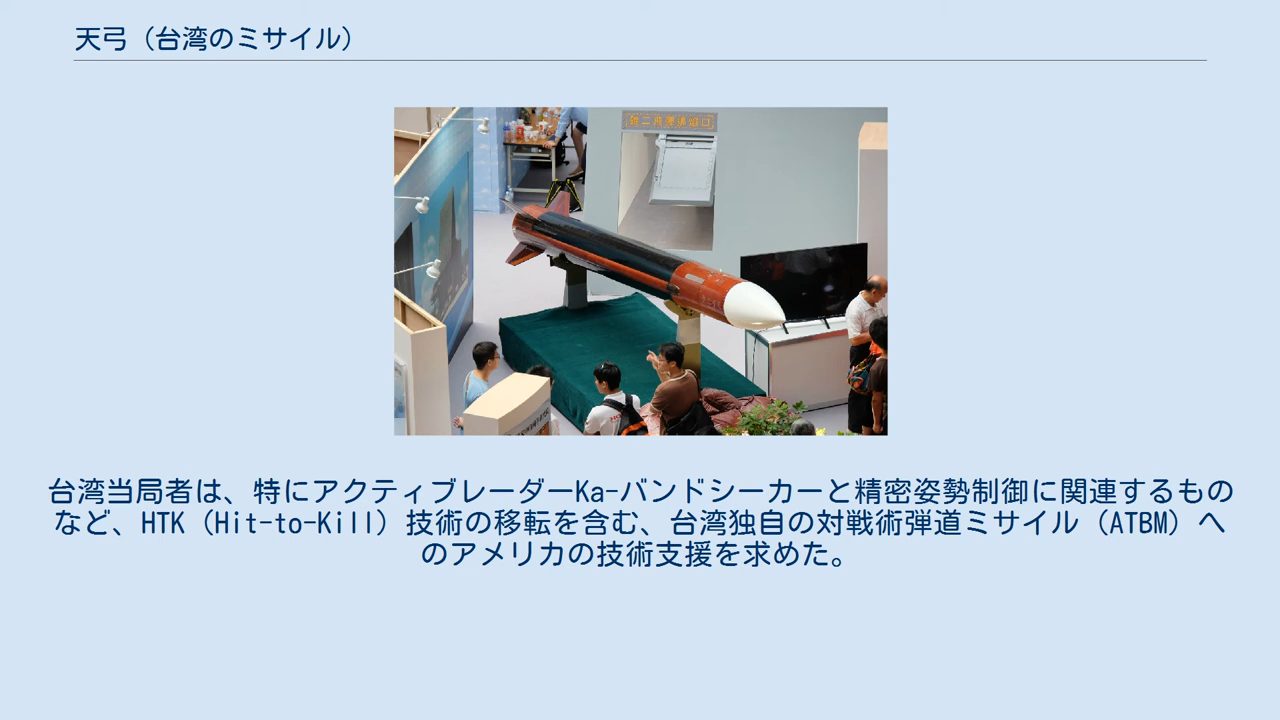 天弓（台湾のミサイル）
台湾当局者は、特にアクティブレーダーKa-バンドシーカーと精密姿勢制御に関連するもの
など、HTK（Hit-to-Kill）技術の移転を含む、台湾独自の対戦術弾道ミサイル（ATBM）へ
のアメリカの技術支援を求めた。